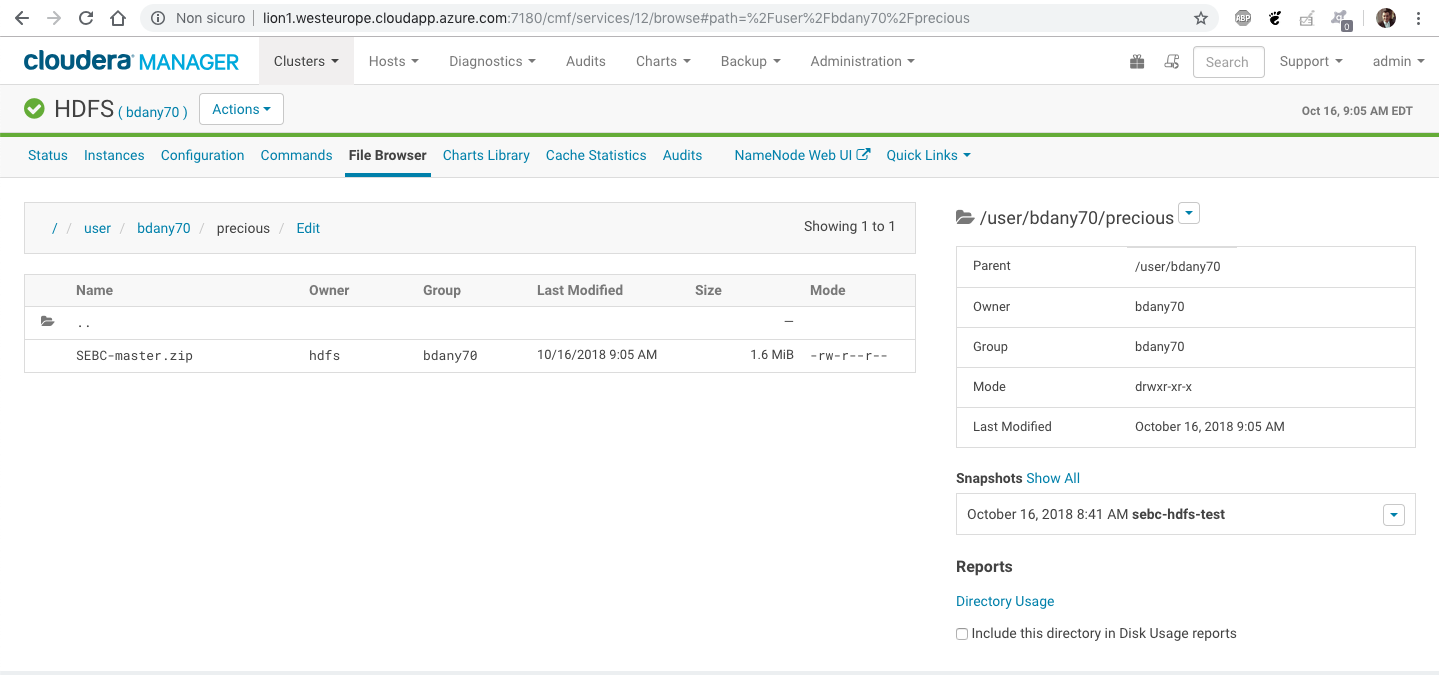 Non sicuro | lion1.westeurope.cloudapp.azure.com:7180/cmf/services/12/browse#path=%2Fuser%2Fbdany70%2Fprecious ABP 0
cloudera MANAGER Clusters Hosts Diagnostics Audits Charts Backup Administration Search Support admin
HDFS ( bdany70 ) Actions Oct 16, 9:05 AM EDT
Status Instances Configuration Commands File Browser Charts Library Cache Statistics Audits NameNode Web UI Quick Links
/ / user / bdany70 / precious / Edit Showing 1 to 1
Name Owner Group Last Modified Size Mode
.. —
SEBC-master.zip hdfs bdany70 10/16/2018 9:05 AM 1.6 MiB -rw-r--r--
/user/bdany70/precious
Parent /user/bdany70
Owner bdany70
Group bdany70
Mode drwxr-xr-x
Last Modified October 16, 2018 9:05 AM
Snapshots Show All
October 16, 2018 8:41 AM sebc-hdfs-test
Reports
Directory Usage
Include this directory in Disk Usage reports